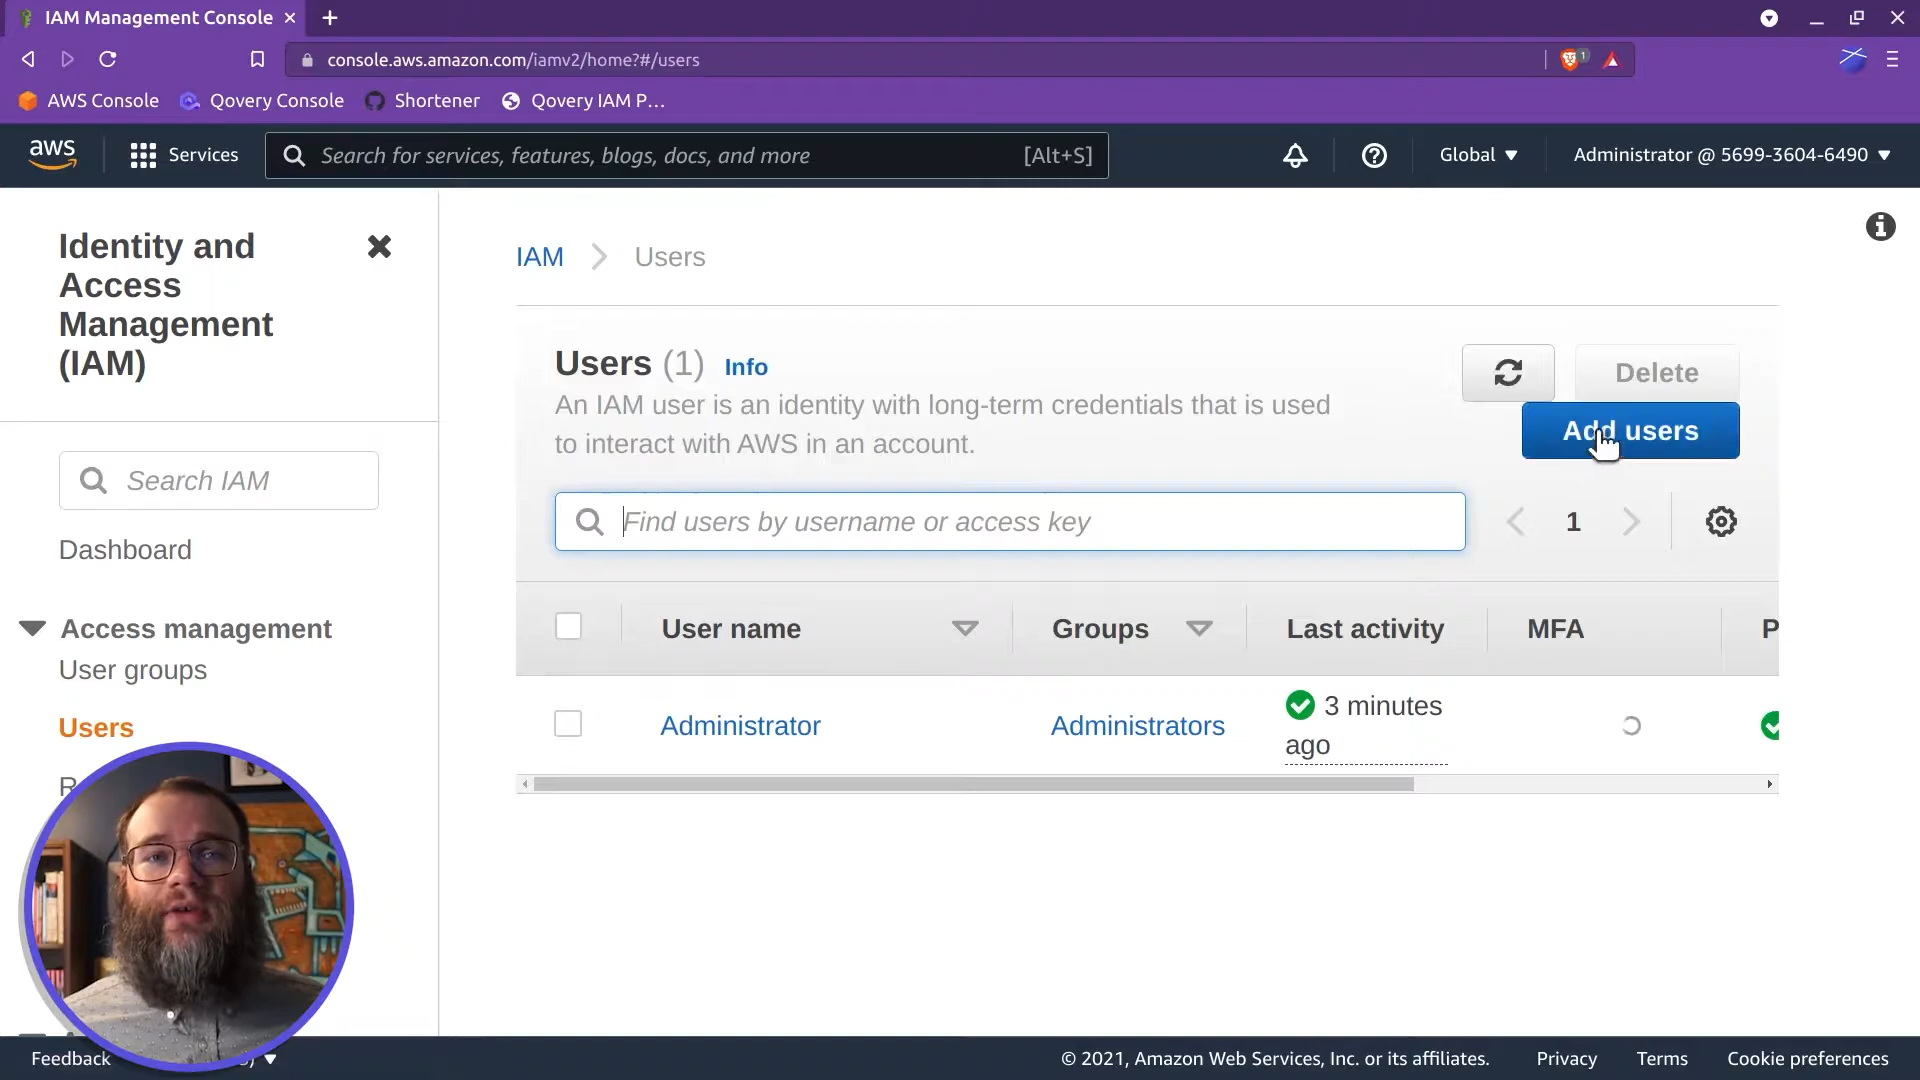 IAM Management Console
console.aws.amazon.com/iamv2/home?#/users
1
AWS Console
Qovery Console
Shortener
Qovery IAM P...
aws
Services
Search for services, features, blogs, docs, and more
[Alt+S]
Global
Administrator @ 5699-3604-6490
Identity and
Access
Management
(IAM)
Search IAM
Dashboard
Access management
User groups
Users
R
IAM
Users
Users (1)
Info
An IAM user is an identity with long-term credentials that is used
to interact with AWS in an account.
Delete
Add users
Find users by username or access key
1
User name
Groups
Last activity
MFA
P
Administrator
Administrators
3 minutes
ago
Feedback
)
© 2021, Amazon Web Services, Inc. or its affiliates.
Privacy
Terms
Cookie preferences